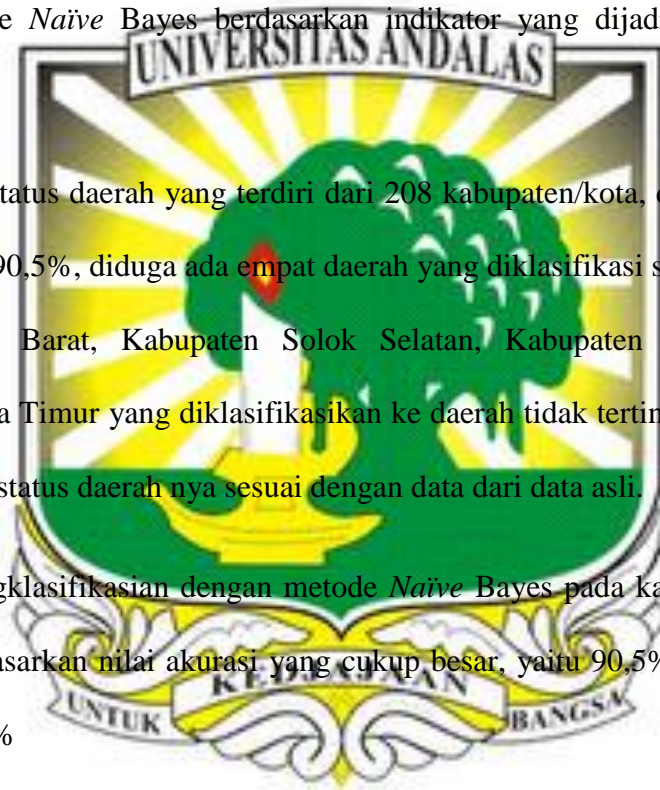 e Naïve Bayes berdasarkan indikator yang dijad
UNIVERSITAS ANDALAS
tatus daerah yang terdiri dari 208 kabupaten/kota,
90,5%, diduga ada empat daerah yang diklasifikasi s
Barat, Kabupaten Solok Selatan, Kabupaten
a Timur yang diklasifikasikan ke daerah tidak tertin
status daerah nya sesuai dengan data dari data asli.
gklasifikasian dengan metode Naïve Bayes pada ka
asarkan nilai akurasi yang cukup besar, yaitu 90,5%
KEDJAJAAN
UNTUK BANGSA
%